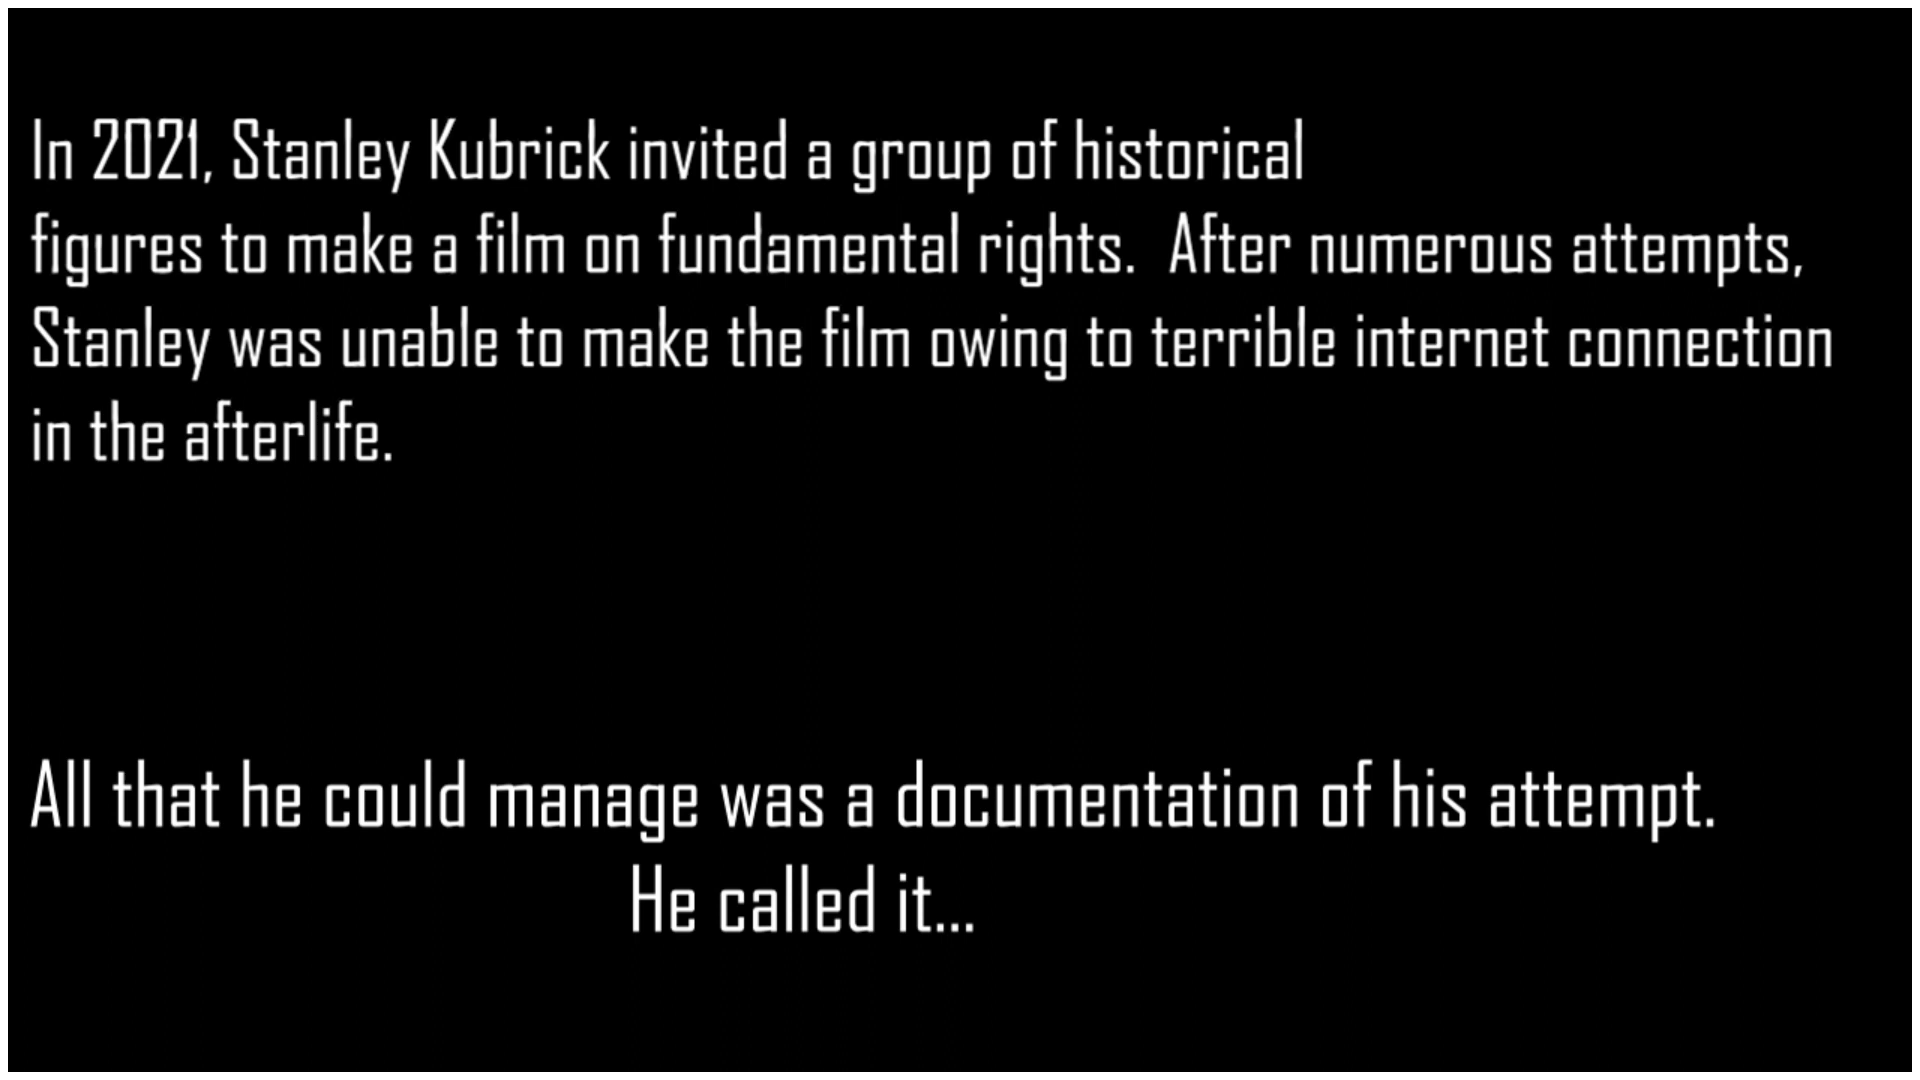 In 2021, Stanley Kubrick invited a group of historical
figures to make a film on fundamental rights.  After numerous attempts,
Stanley was unable to make the film owing to terrible internet connection
in the afterlife.
All that he could manage was a documentation of his attempt.
He called it...